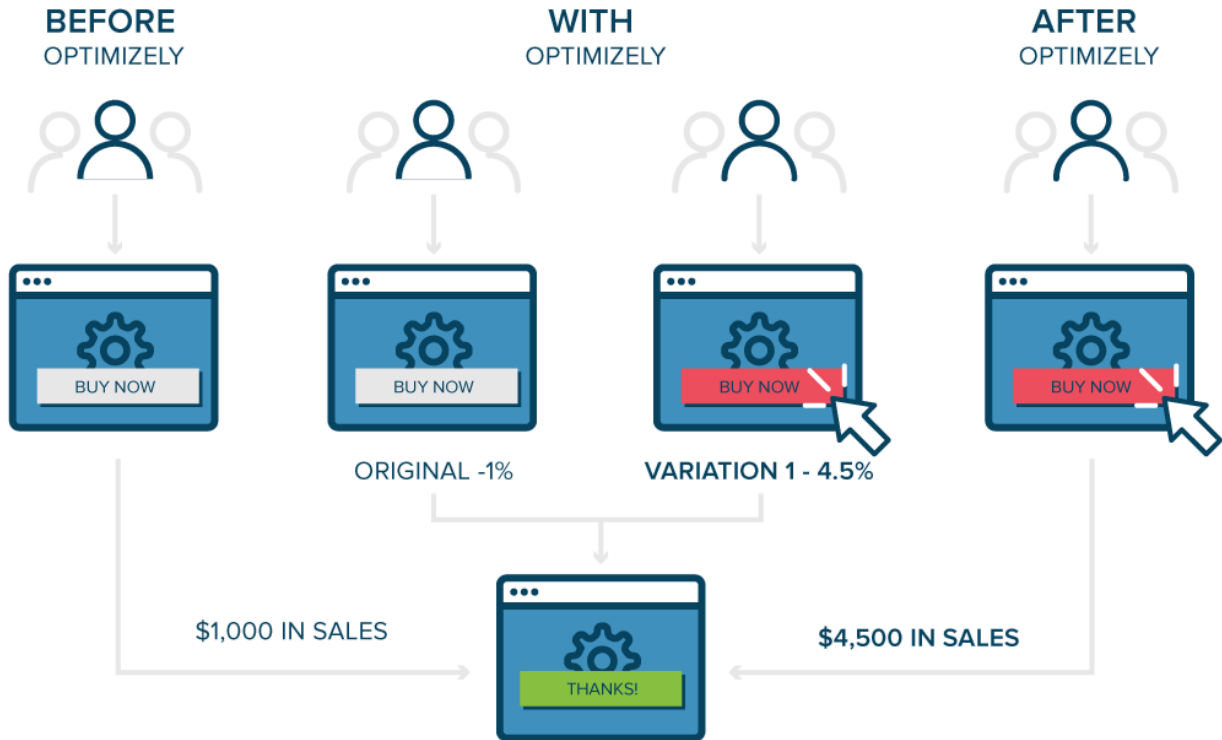 BEFORE
OPTIMIZELY
WITH
OPTIMIZELY
AFTER
OPTIMIZELY
BUY NOW
BUY NOW
BUY NOW
BUY NOW
ORIGINAL -1%
VARIATION 1 - 4.5%
$1,000 IN SALES
$4,500 IN SALES
THANKS!